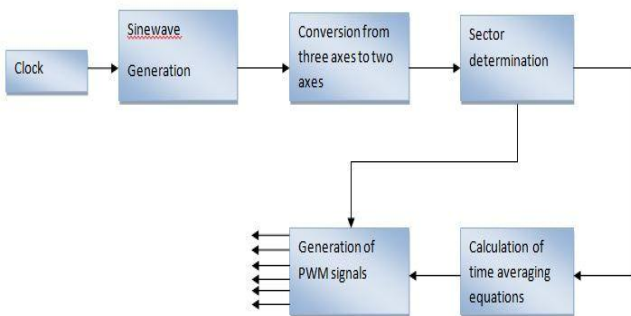 Clock
Sinewave
Generation
Conversion from
three axes to two
axes
Sector
determination
Generation of
PWM signals
Calculation of
time averaging
equations